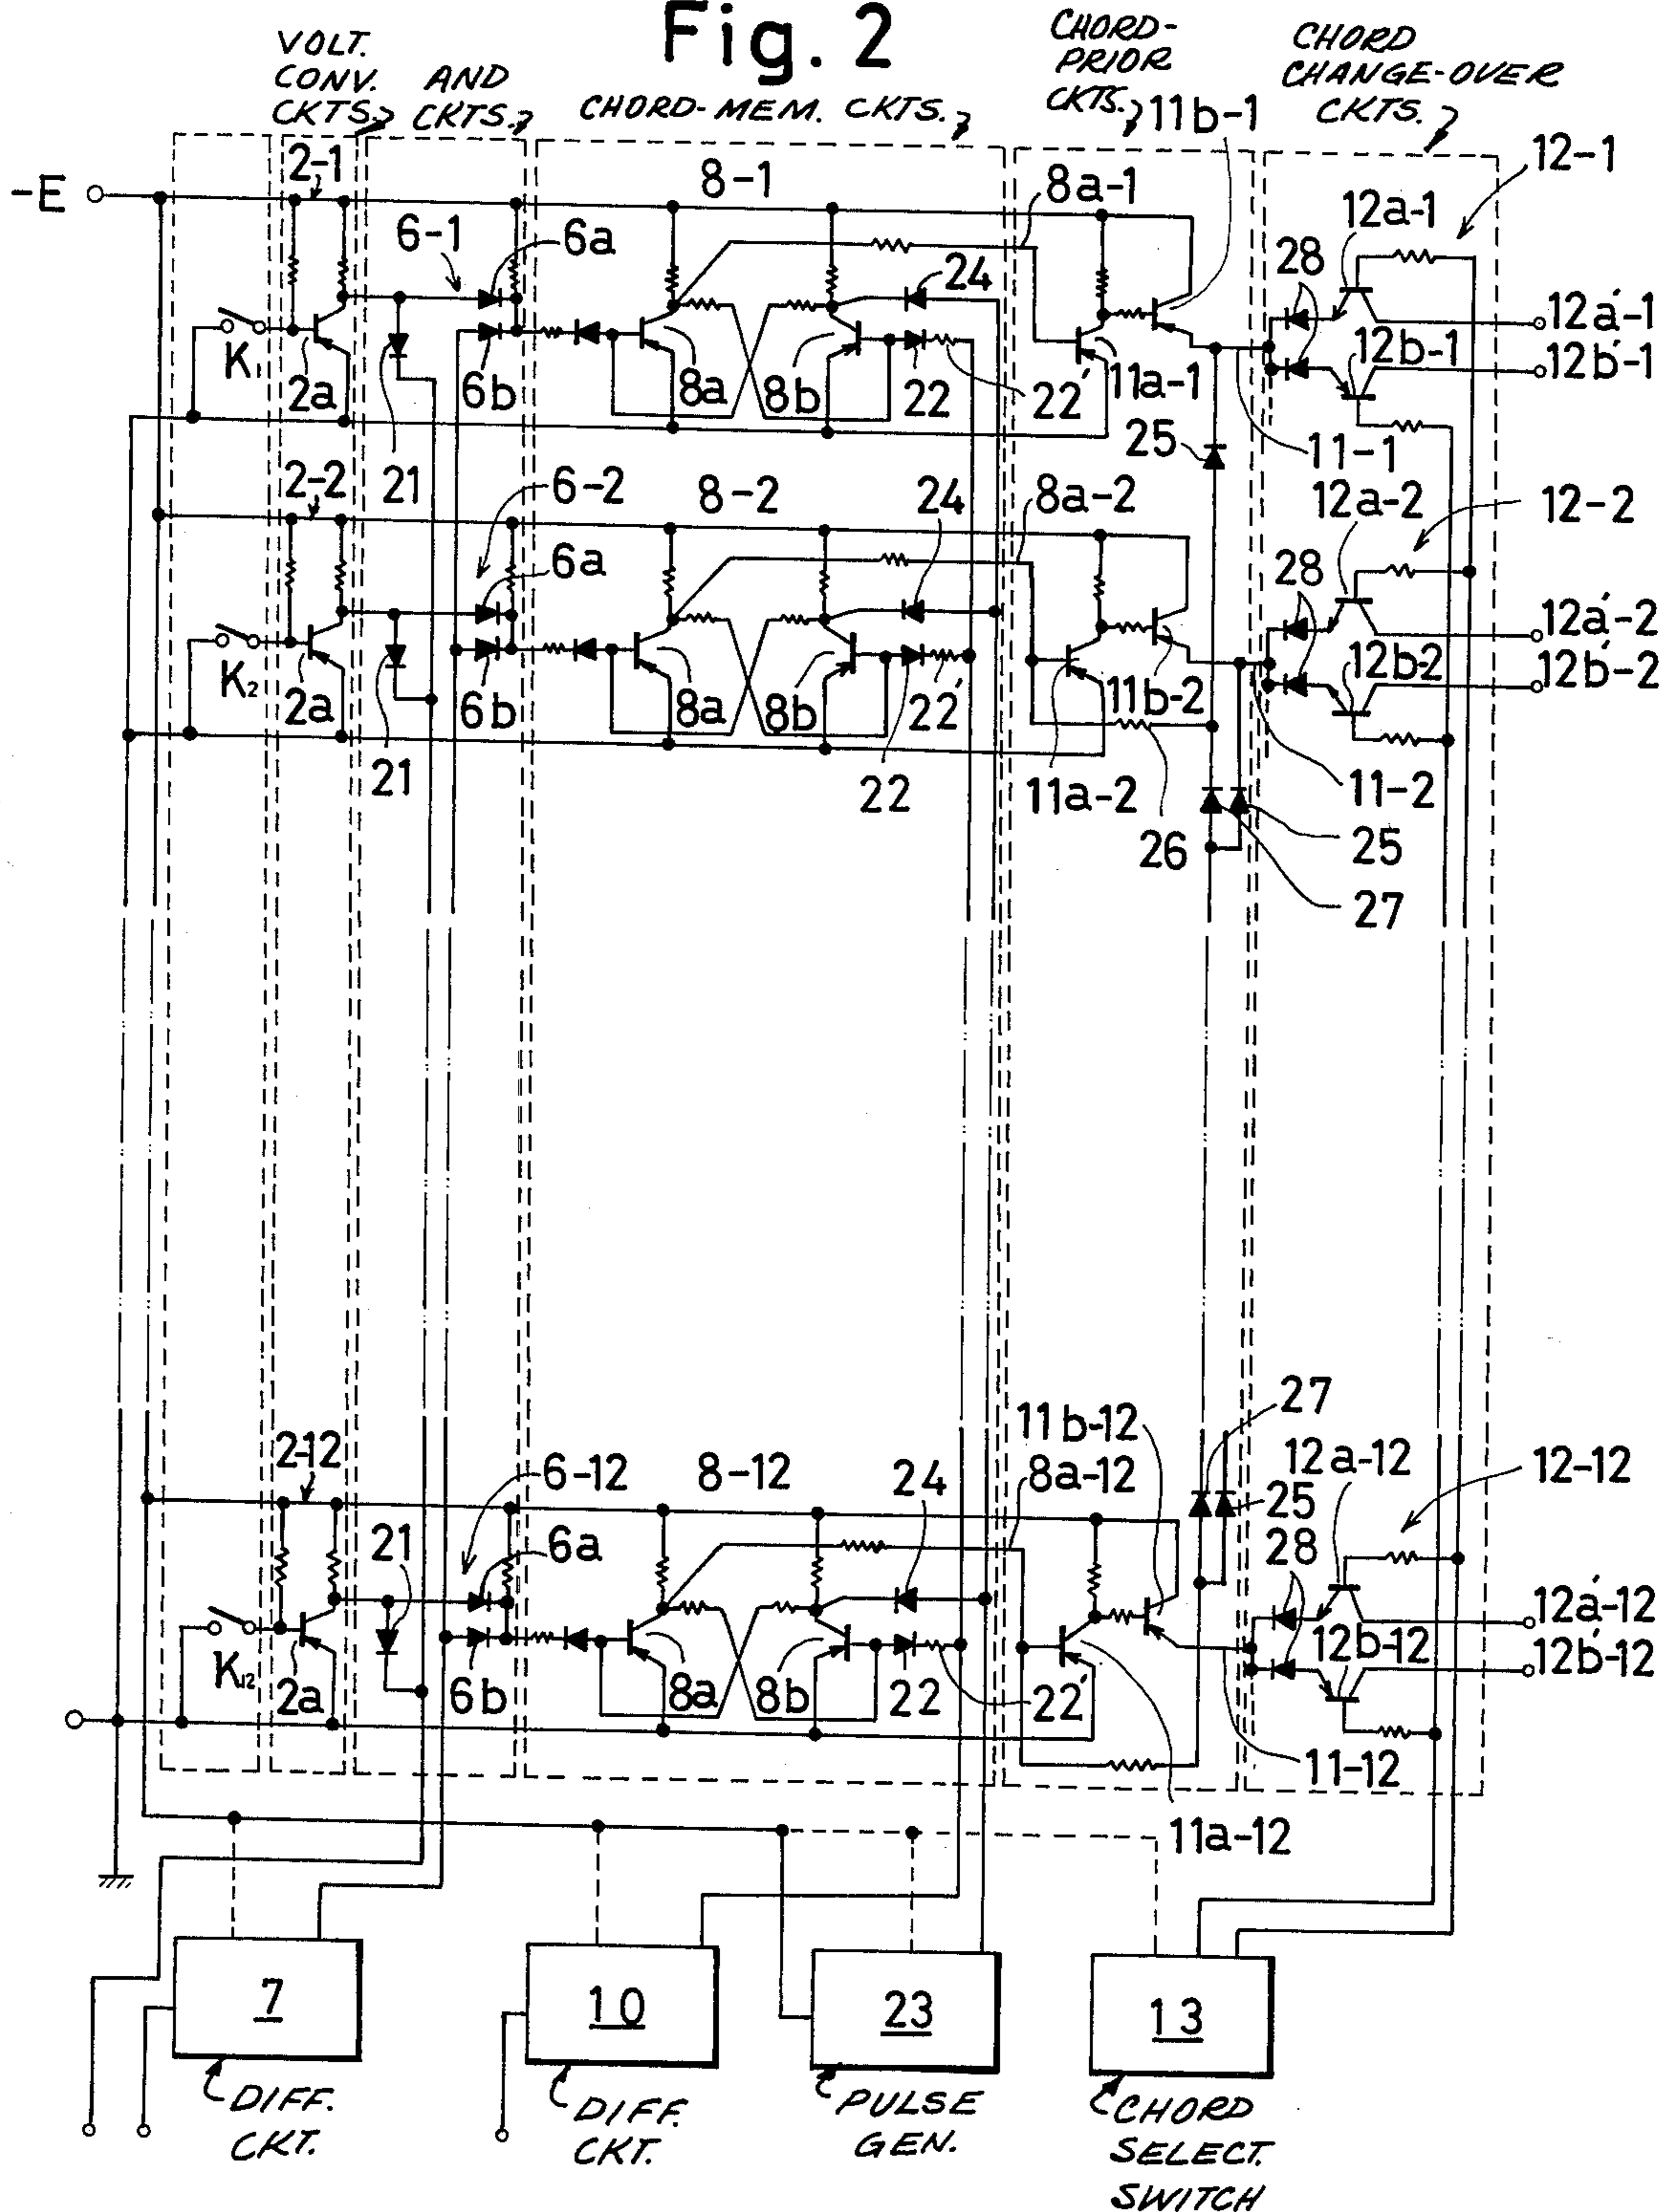 Fig. 2
VOLT.
CONV.
CKTS.
AND
CKTS.
CHORD-MEM. CKTS.
CHORD-
PRIOR
CKTS.
CHORD
CHANGE-OVER
CKTS.
-E
2-1
6-1
6a
8-1
8a-1
11b-1
12-1
12a-1
24
28
12a'-1
12b'-1
K1
2a
21
6b
8a
8b
22
22'
11a-1
12b-1
25
11-1
2-2
6-2
6a
8-2
24
8a-2
12a-2
12-2
28
12a'-2
12b'-2
K2
2a
21
6b
8a
8b
22'
22
11b-2
12b-2
11a-2
26
11-2
25
27
2-12
6-12
6a
21
8-12
24
8a-12
11b-12
27
25
28
12a-12
12-12
12a'-12
12b'-12
K12
2a
6b
8a
8b
22
22'
12b-12
11-12
11a-12
7
10
23
13
DIFF.
CKT.
DIFF.
CKT.
PULSE
GEN.
CHORD
SELECT.
SWITCH